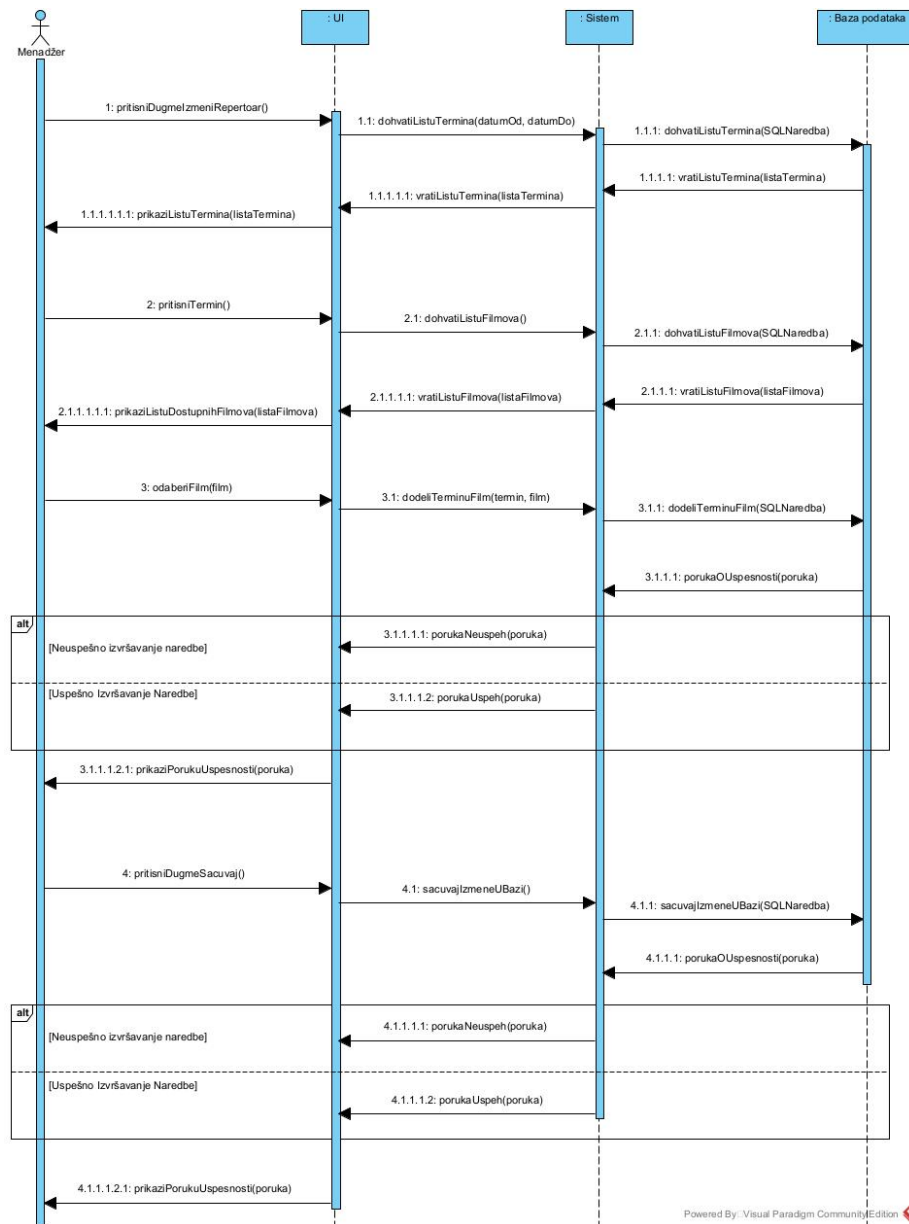 : UI
: Sistem
: Baza podataka
Menadžer
1: pritisniDugmeIzmeniRepertoar()
1.1: dohvatiListuTermina(datumOd, datumDo)
1.1.1: dohvatiListuTermina(SQLNaredba)
1.1.1.1: vratiListuTermina(listaTermina)
1.1.1.1.1: vratiListuTermina(listaTermina)
1.1.1.1.1.1: prikaziListuTermina(listaTermina)
2: pritisniTermin()
2.1: dohvatiListuFilmova()
2.1.1: dohvatiListuFilmova(SQLNaredba)
2.1.1.1: vratiListuFilmova(listaFilmova)
2.1.1.1.1: vratiListuFilmova(listaFilmova)
2.1.1.1.1.1: prikaziListuDostupnihFilmova(listaFilmova)
3: odaberiFilm(film)
3.1: dodeliTerminuFilm(termin, film)
3.1.1: dodeliTerminuFilm(SQLNaredba)
3.1.1.1: porukaOUspesnosti(poruka)
alt
3.1.1.1.1: porukaNeuspeh(poruka)
[Neuspešno izvršavanje naredbe]
[Uspešno Izvršavanje Naredbe]
3.1.1.1.2: porukaUspeh(poruka)
3.1.1.1.2.1: prikaziPorukuUspesnosti(poruka)
4: pritisniDugmeSacuvaj()
4.1: sacuvajIzmeneUBazi()
4.1.1: sacuvajIzmeneUBazi(SQLNaredba)
4.1.1.1: porukaOUspesnosti(poruka)
alt
4.1.1.1.1: porukaNeuspeh(poruka)
[Neuspešno izvršavanje naredbe]
[Uspešno Izvršavanje Naredbe]
4.1.1.1.2: porukaUspeh(poruka)
4.1.1.1.2.1: prikaziPorukuUspesnosti(poruka)
Powered By Visual Paradigm Community Edition